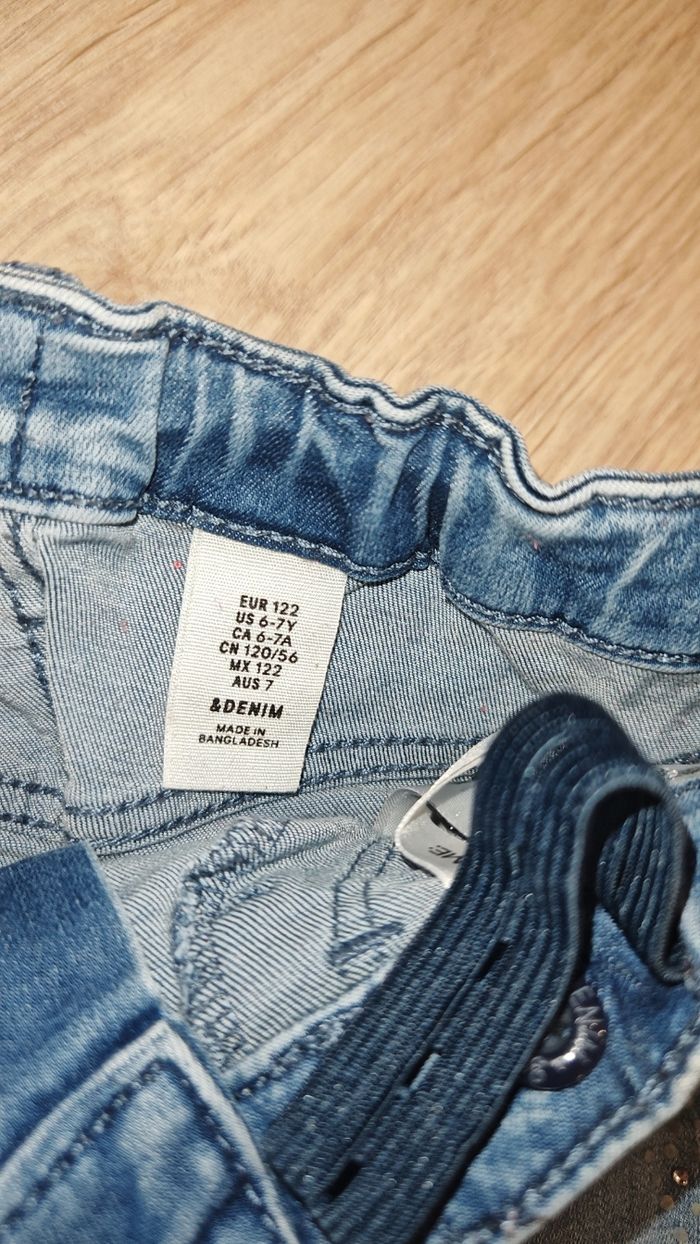 EUR 122
US 6-7Y
CA 6-7A
CN 120/56
MX 122
AUS 7
&DENIM
MADE IN
BANGLADESH